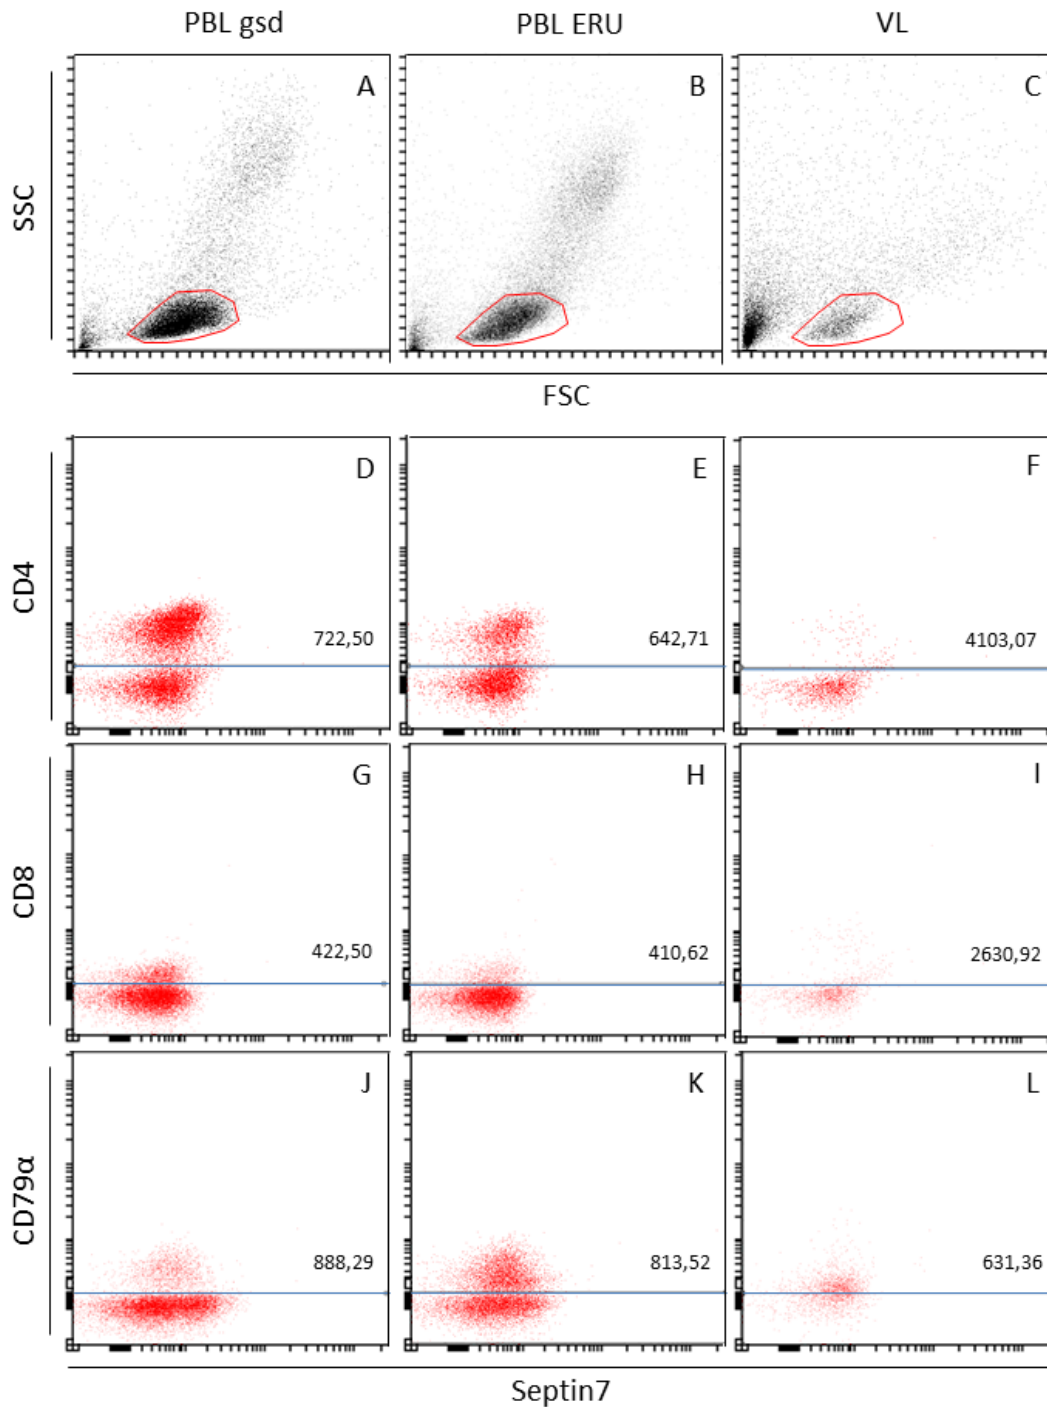 PBL gsd PBL ERU VL
SSC
A B C
FSC
CD4
D E F
722,50 642,71 4103,07
CD8
G H I
422,50 410,62 2630,92
CD79α
J K L
888,29 813,52 631,36
Septin7